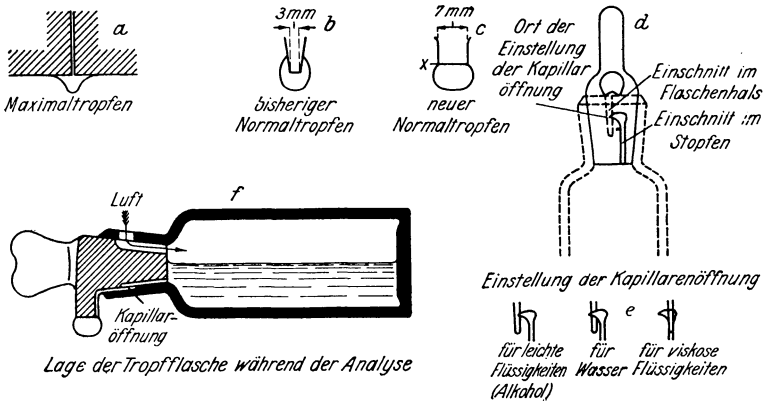 a
Maximaltropfen
3mm
b
bisheriger
Normaltropfen
7mm
c
x
neuer
Normaltropfen
d
Ort der
Einstellung
der Kapillar
öffnung
Einschnitt im
Flaschenhals
Einschnitt im
Stopfen
f
Luft
Kapillar-
öffnung
Lage der Tropfflasche während der Analyse
Einstellung der Kapillarenöffnung
e
für leichte
Flüssigkeiten
(Alkohol)
für
Wasser
für viskose
Flüssigkeiten